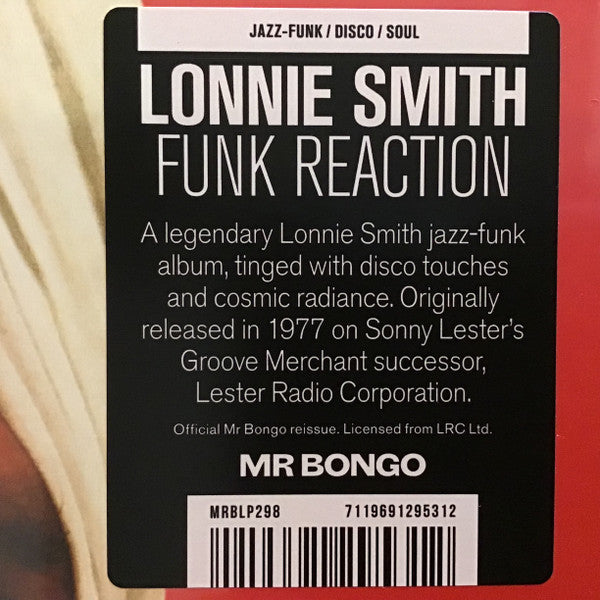 JAZZ-FUNK / DISCO / SOUL
LONNIE SMITH
FUNK REACTION
A legendary Lonnie Smith jazz-funk
album, tinged with disco touches
and cosmic radiance. Originally
released in 1977 on Sonny Lester's
Groove Merchant successor,
Lester Radio Corporation.
Official Mr Bongo reissue. Licensed from LRC Ltd.
MR BONGO
MRBLP298 7119691295312